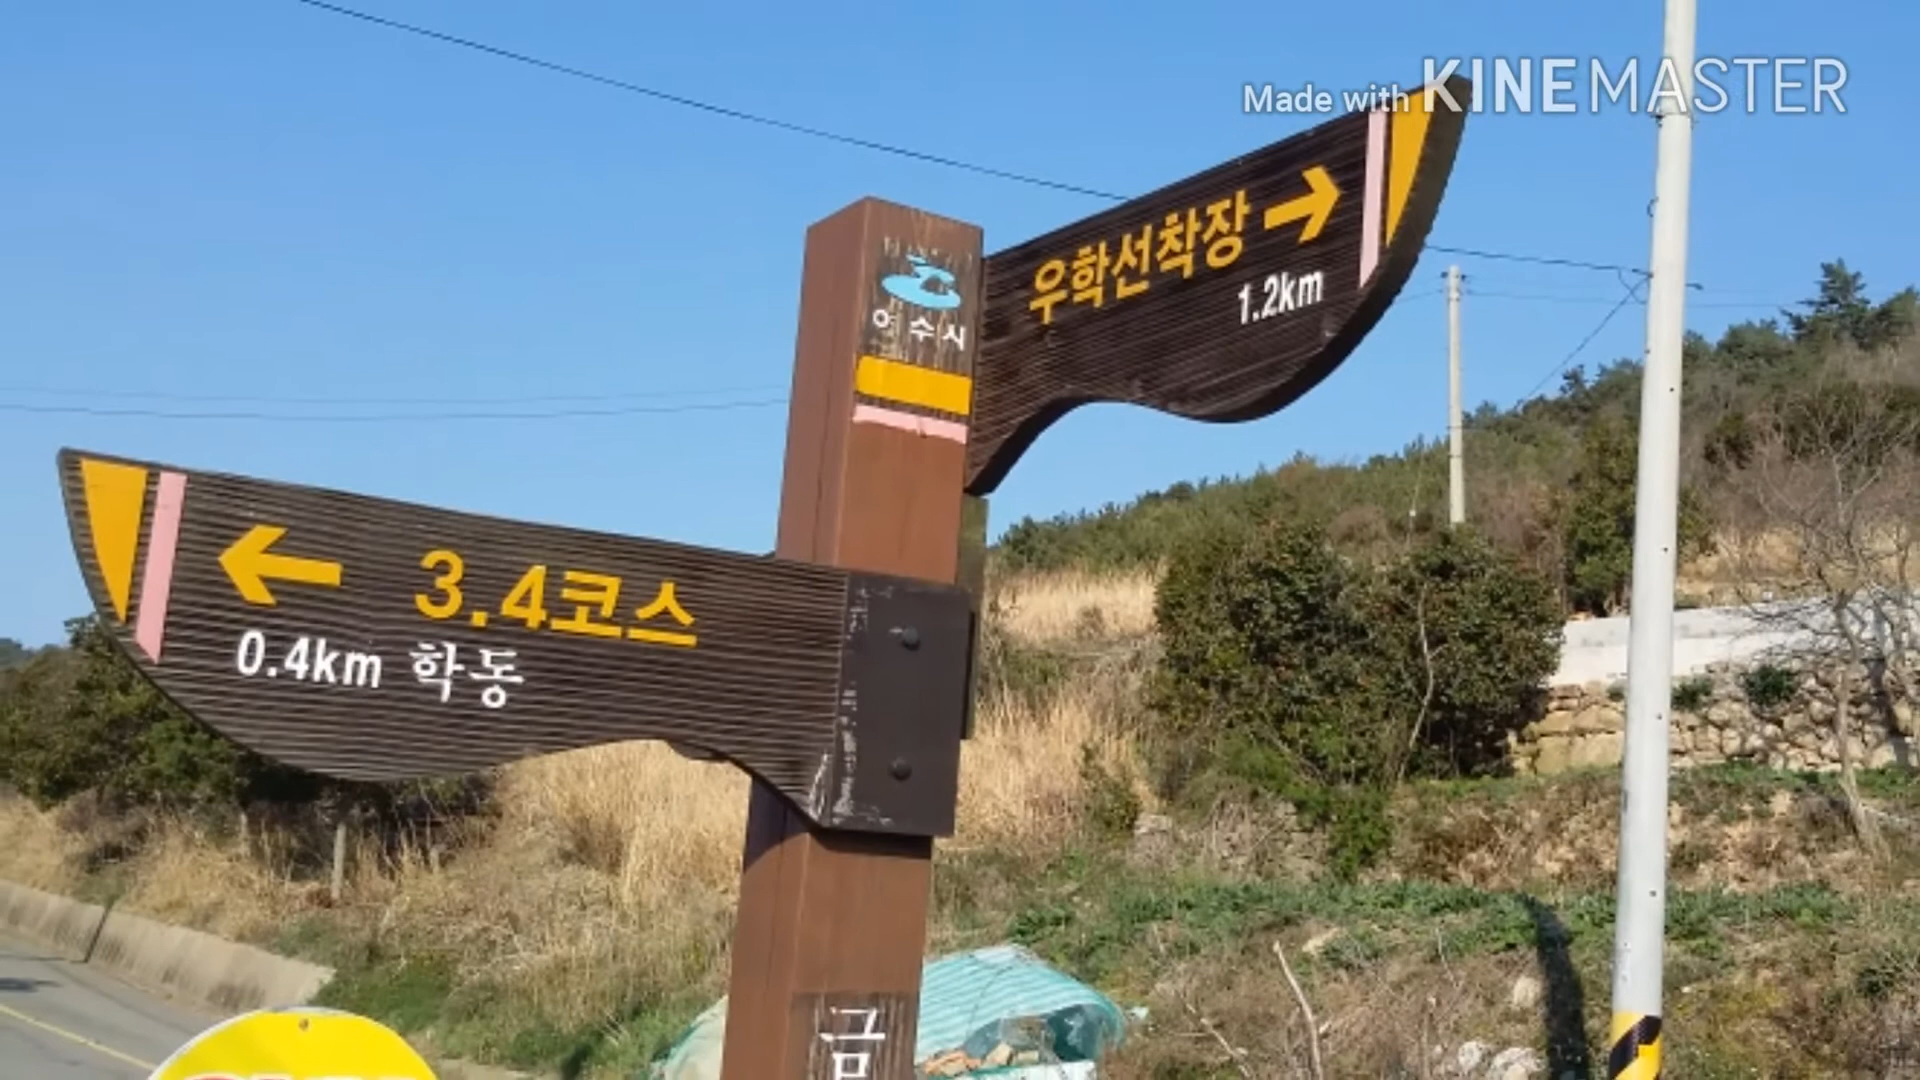 Made with KINEMASTER
우학선착장 →
1.2km
여수시
← 3.4코스
0.4km 학동
금